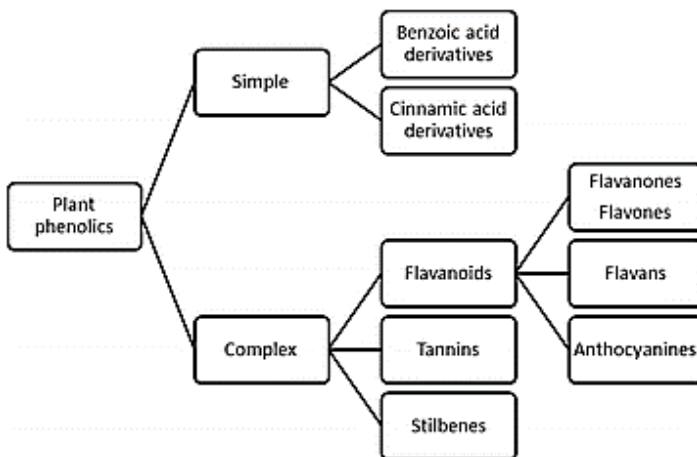 Benzoic acid
derivatives
Simple
Cinnamic acid
derivatives
Plant
phenolics
Flavanones
Flavones
Flavanoids
Flavans
Complex
Tannins
Anthocyanines
Stilbenes